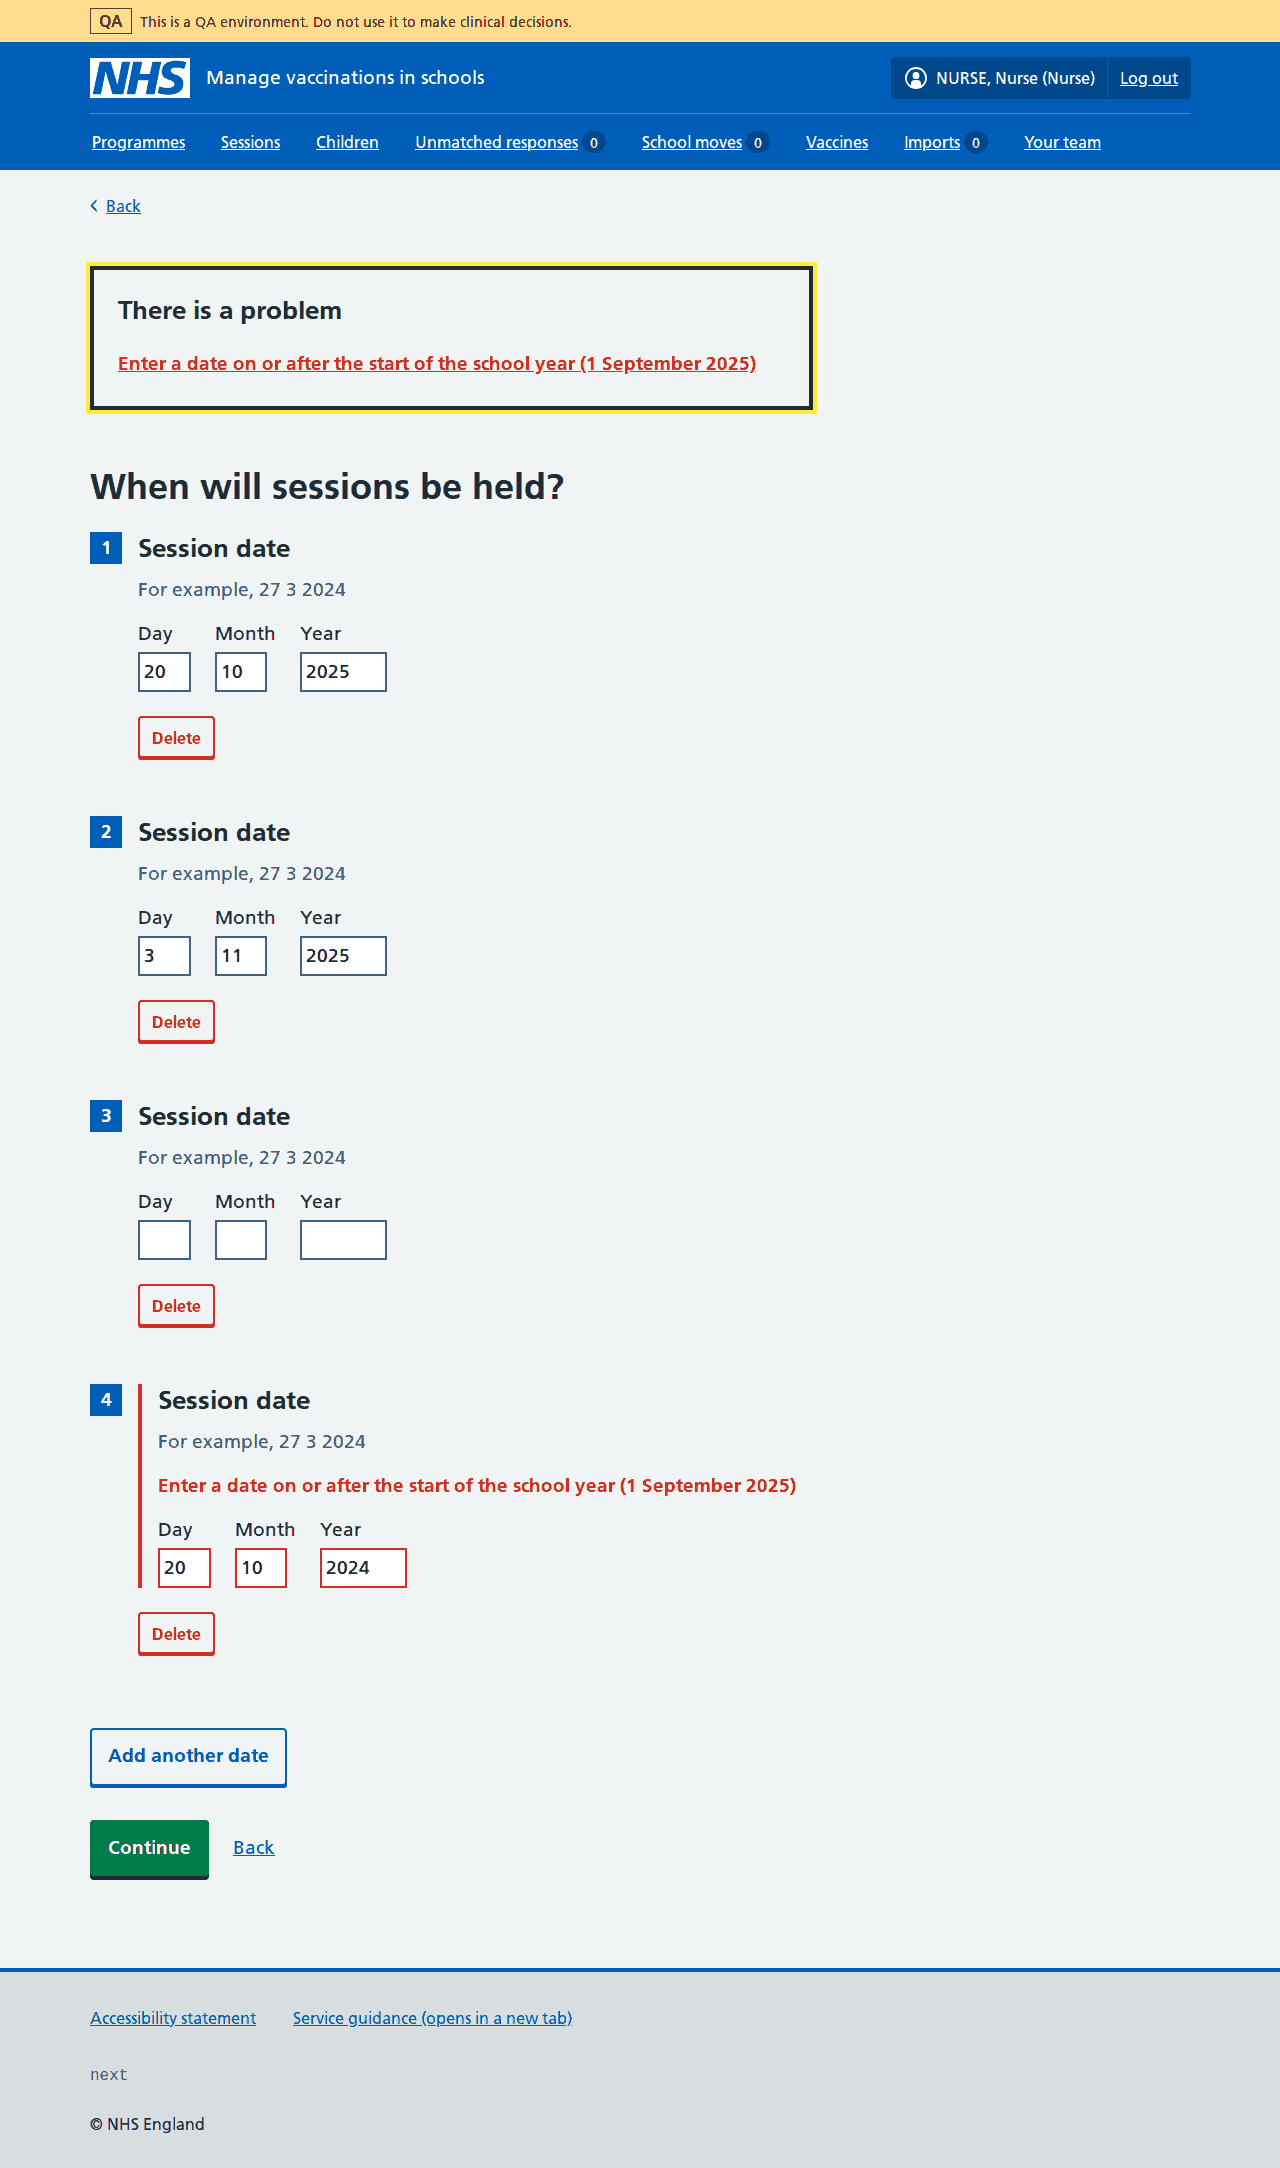 QA This is a QA environment. Do not use it to make clinical decisions.
NHS Manage vaccinations in schools NURSE, Nurse (Nurse) Log out
Programmes Sessions Children Unmatched responses 0 School moves 0 Vaccines Imports 0 Your team
Back
There is a problem
Enter a date on or after the start of the school year (1 September 2025)
When will sessions be held?
1 Session date
For example, 27 3 2024
Day Month Year
20 10 2025
Delete
2 Session date
For example, 27 3 2024
Day Month Year
3 11 2025
Delete
3 Session date
For example, 27 3 2024
Day Month Year
Delete
4 Session date
For example, 27 3 2024
Enter a date on or after the start of the school year (1 September 2025)
Day Month Year
20 10 2024
Delete
Add another date
Continue Back
Accessibility statement Service guidance (opens in a new tab)
next
© NHS England